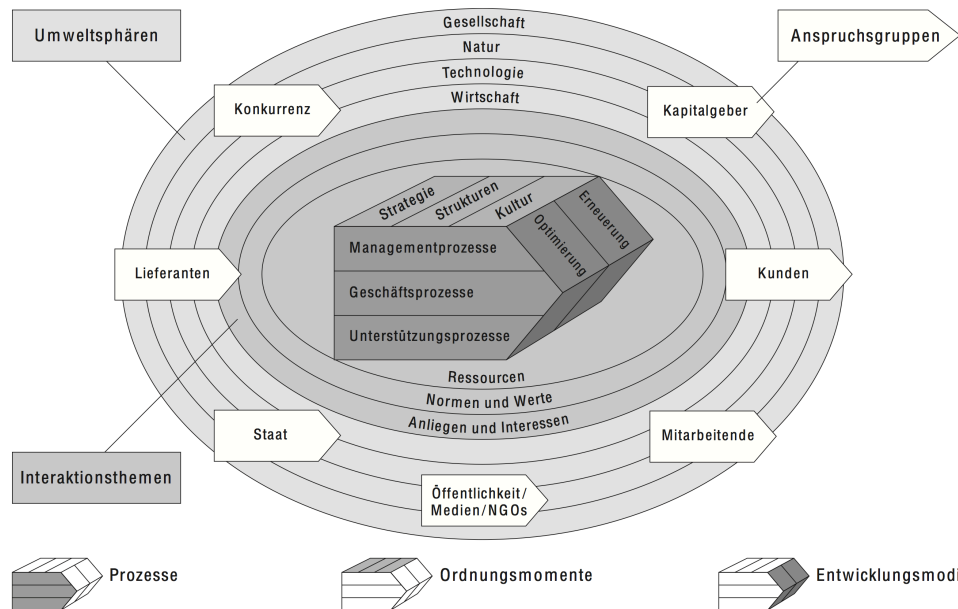 Umweltsphären
Gesellschaft
Anspruchsgruppen
Natur
Technologie
Konkurrenz
Wirtschaft
Kapitalgeber
Strategie
Strukturen
Kultur
Optimierung
Erneuerung
Managementprozesse
Lieferanten
Geschäftsprozesse
Kunden
Unterstützungsprozesse
Ressourcen
Normen und Werte
Anliegen und Interessen
Staat
Mitarbeitende
Interaktionsthemen
Öffentlichkeit/
Medien/NGOs
Prozesse
Ordnungsmomente
Entwicklungsmodi